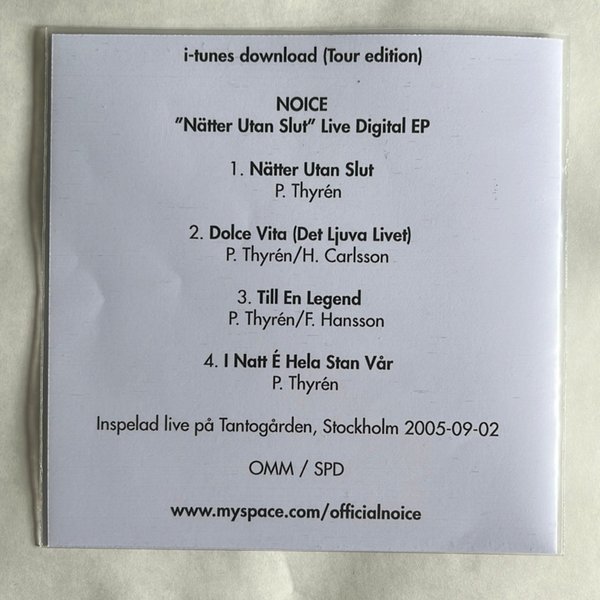 i-tunes download (Tour edition)
NOICE
"Nätter Utan Slut" Live Digital EP
1. Nätter Utan Slut
P. Thyrén
2. Dolce Vita (Det Ljuva Livet)
P. Thyrén/H. Carlsson
3. Till En Legend
P. Thyrén/F. Hansson
4. I Natt É Hela Stan Vår
P. Thyrén
Inspelad live på Tantogården, Stockholm 2005-09-02
OMM / SPD
www.myspace.com/officialnoice